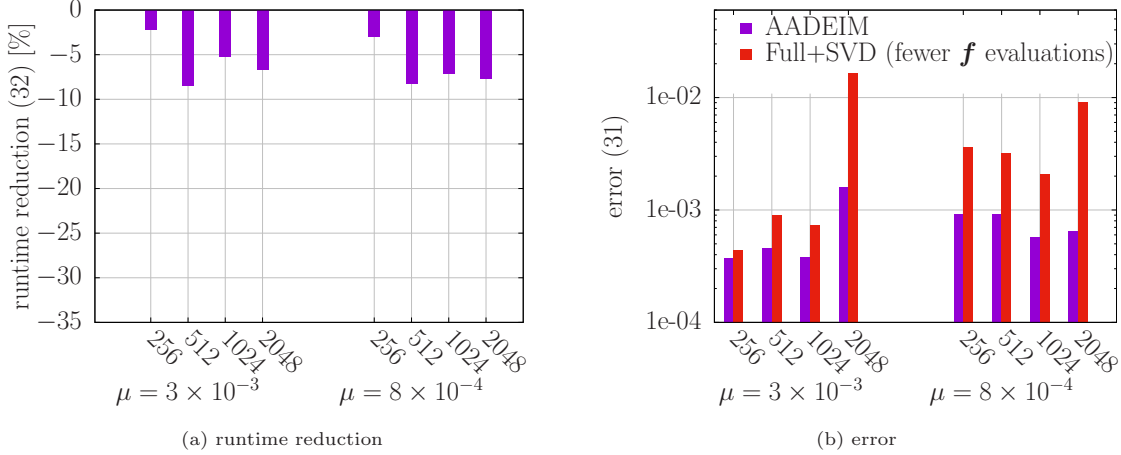 runtime reduction (32) [%]
0
−5
−10
−15
−20
−25
−30
−35
256
512
1024
2048
256
512
1024
2048
μ = 3 × 10⁻³
μ = 8 × 10⁻⁴
(a) runtime reduction
error (31)
AADEIM
Full+SVD (fewer f evaluations)
1e-02
1e-03
1e-04
256
512
1024
2048
256
512
1024
2048
μ = 3 × 10⁻³
μ = 8 × 10⁻⁴
(b) error